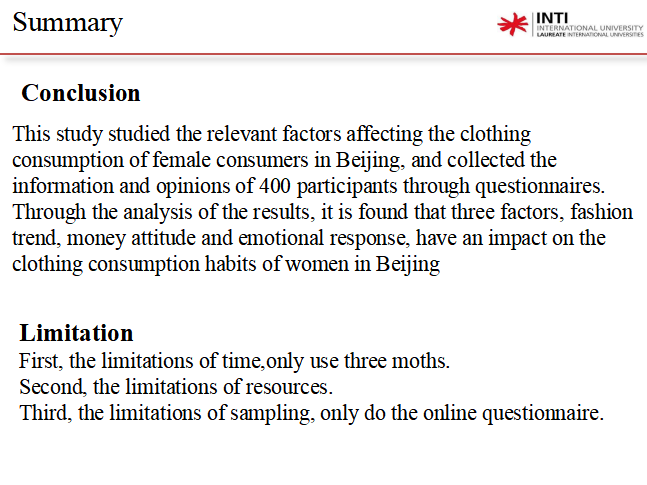 Summary
INTI
INTERNATIONAL UNIVERSITY
LAUREATE INTERNATIONAL UNIVERSITIES
Conclusion
This study studied the relevant factors affecting the clothing
consumption of female consumers in Beijing, and collected the
information and opinions of 400 participants through questionnaires.
Through the analysis of the results, it is found that three factors, fashion
trend, money attitude and emotional response, have an impact on the
clothing consumption habits of women in Beijing
Limitation
First, the limitations of time,only use three moths.
Second, the limitations of resources.
Third, the limitations of sampling, only do the online questionnaire.